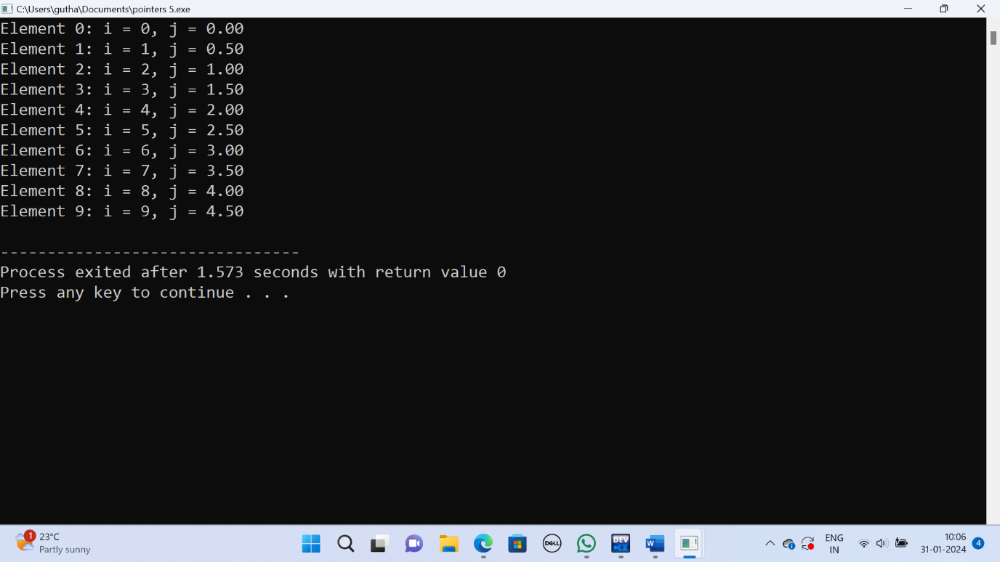 C:\Users\gutha\Documents\pointers 5.exe
Element 0: i = 0, j = 0.00
Element 1: i = 1, j = 0.50
Element 2: i = 2, j = 1.00
Element 3: i = 3, j = 1.50
Element 4: i = 4, j = 2.00
Element 5: i = 5, j = 2.50
Element 6: i = 6, j = 3.00
Element 7: i = 7, j = 3.50
Element 8: i = 8, j = 4.00
Element 9: i = 9, j = 4.50
--------------------------------
Process exited after 1.573 seconds with return value 0
Press any key to continue . . .
1
23°C
Partly sunny
DELL
DEV
W
ENG
IN
10:06
31-01-2024
4